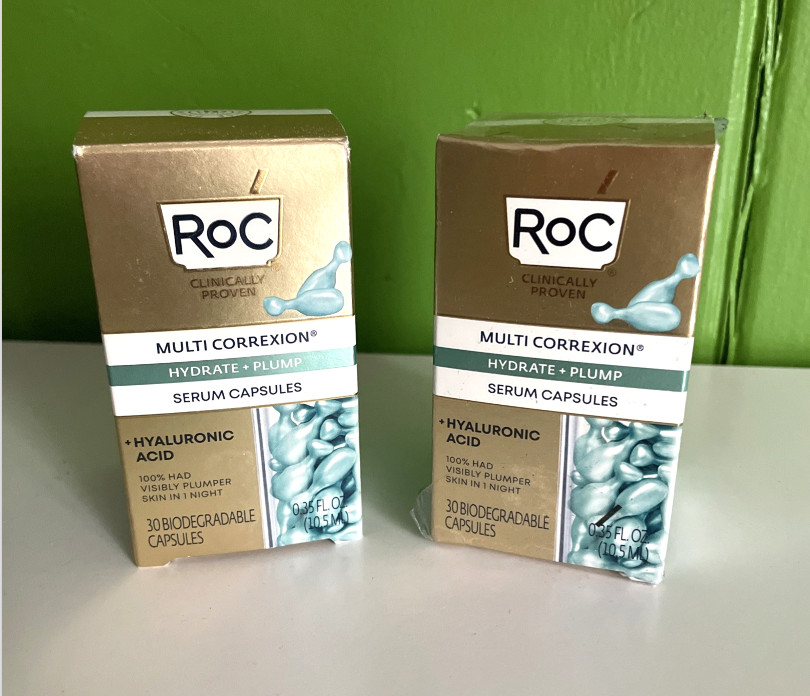 RoC
CLINICALLY
PROVEN
MULTI CORREXION®
HYDRATE + PLUMP
SERUM CAPSULES
+HYALURONIC
ACID
100% HAD
VISIBLY PLUMPER
SKIN IN 1 NIGHT
30 BIODEGRADABLE
CAPSULES
0.35 FL. OZ.
(10,5 ML)
RoC
CLINICALLY
PROVEN
MULTI CORREXION®
HYDRATE + PLUMP
SERUM CAPSULES
+HYALURONIC
ACID
100% HAD
VISIBLY PLUMPER
SKIN IN 1 NIGHT
30 BIODEGRADABLE
CAPSULES
0.35 FL. OZ.
(10,5 ML)